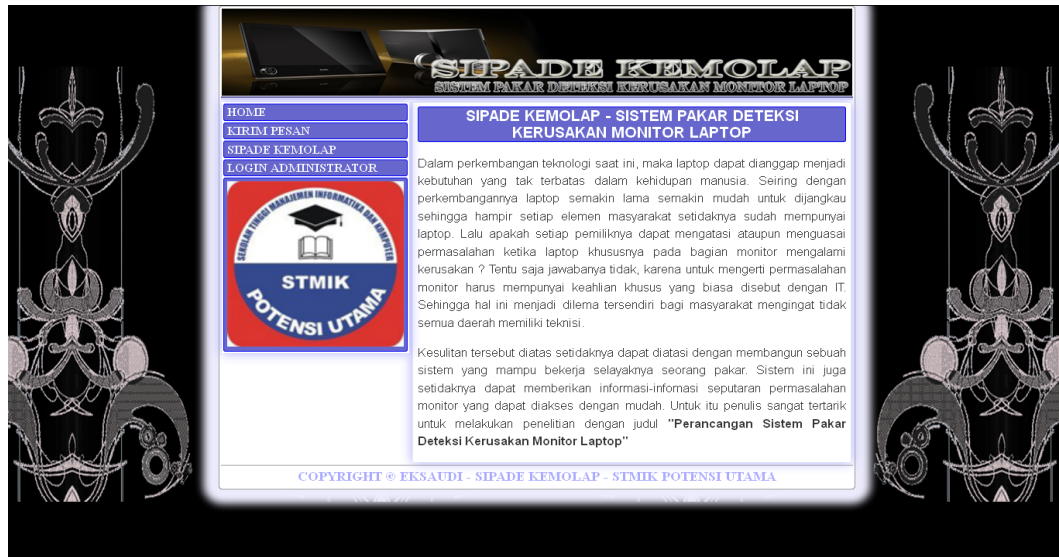 SIPADE KEMOLAP
SISTEM PAKAR DETEKSI KERUSAKAN MONITOR LAPTOP
HOME
KIRIM PESAN
SIPADE KEMOLAP
LOGIN ADMINISTRATOR
SEKOLAH TINGGI MANAJEMEN INFORMATIKA DAN KOMPUTER
STMIK
POTENSI UTAMA
SIPADE KEMOLAP - SISTEM PAKAR DETEKSI
KERUSAKAN MONITOR LAPTOP
Dalam perkembangan teknologi saat ini, maka laptop dapat dianggap menjadi
kebutuhan yang tak terbatas dalam kehidupan manusia. Seiring dengan
perkembangannya laptop semakin lama semakin mudah untuk dijangkau
sehingga hampir setiap elemen masyarakat setidaknya sudah mempunyai
laptop. Lalu apakah setiap pemiliknya dapat mengatasi ataupun menguasai
permasalahan ketika laptop khususnya pada bagian monitor mengalami
kerusakan ? Tentu saja jawabanya tidak, karena untuk mengerti permasalahan
monitor harus mempunyai keahlian khusus yang biasa disebut dengan IT.
Sehingga hal ini menjadi dilema tersendiri bagi masyarakat mengingat tidak
semua daerah memiliki teknisi.
Kesulitan tersebut diatas setidaknya dapat diatasi dengan membangun sebuah
sistem yang mampu bekerja selayaknya seorang pakar. Sistem ini juga
setidaknya dapat memberikan informasi-infomasi seputaran permasalahan
monitor yang dapat diakses dengan mudah. Untuk itu penulis sangat tertarik
untuk melakukan penelitian dengan judul "Perancangan Sistem Pakar
Deteksi Kerusakan Monitor Laptop"
COPYRIGHT © EKSAUDI - SIPADE KEMOLAP - STMIK POTENSI UTAMA